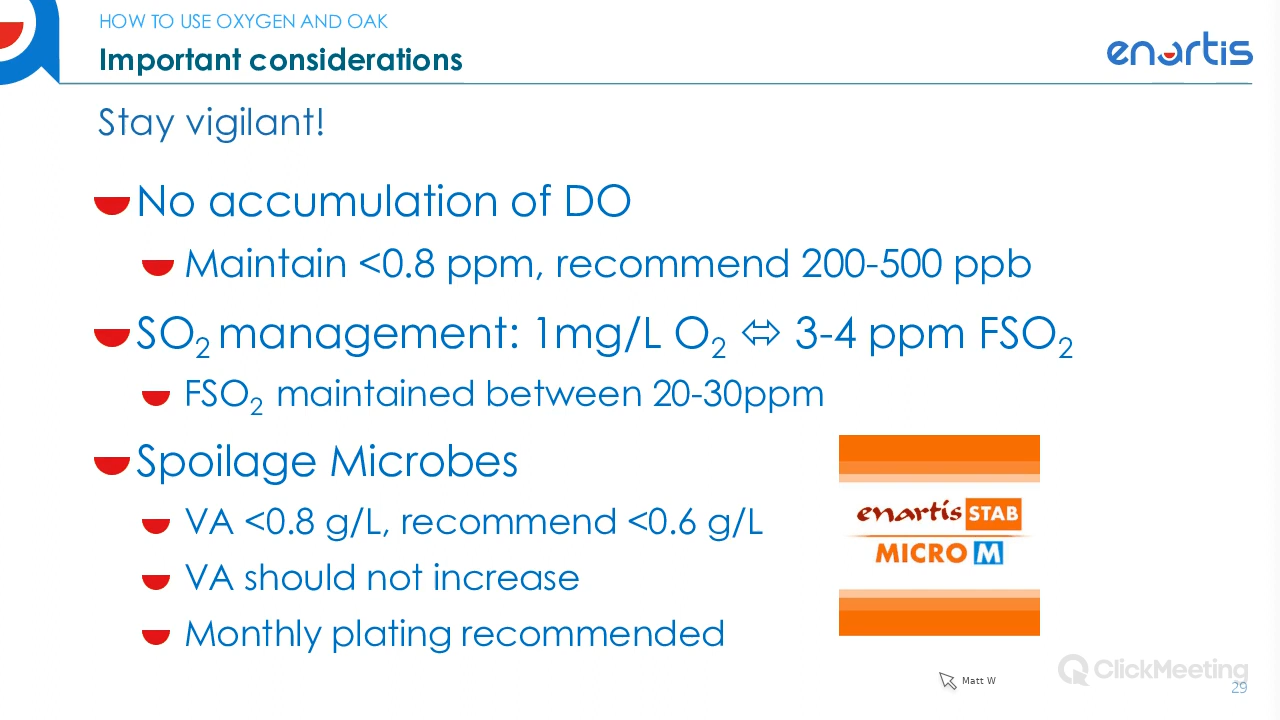 HOW TO USE OXYGEN AND OAK
Important considerations
enartis
Stay vigilant!
No accumulation of DO
Maintain <0.8 ppm, recommend 200-500 ppb
SO₂ management: 1mg/L O₂ ⬄ 3-4 ppm FSO₂
FSO₂ maintained between 20-30ppm
Spoilage Microbes
VA <0.8 g/L, recommend <0.6 g/L
VA should not increase
Monthly plating recommended
enartis STAB
MICRO M
Matt W
ClickMeeting
29